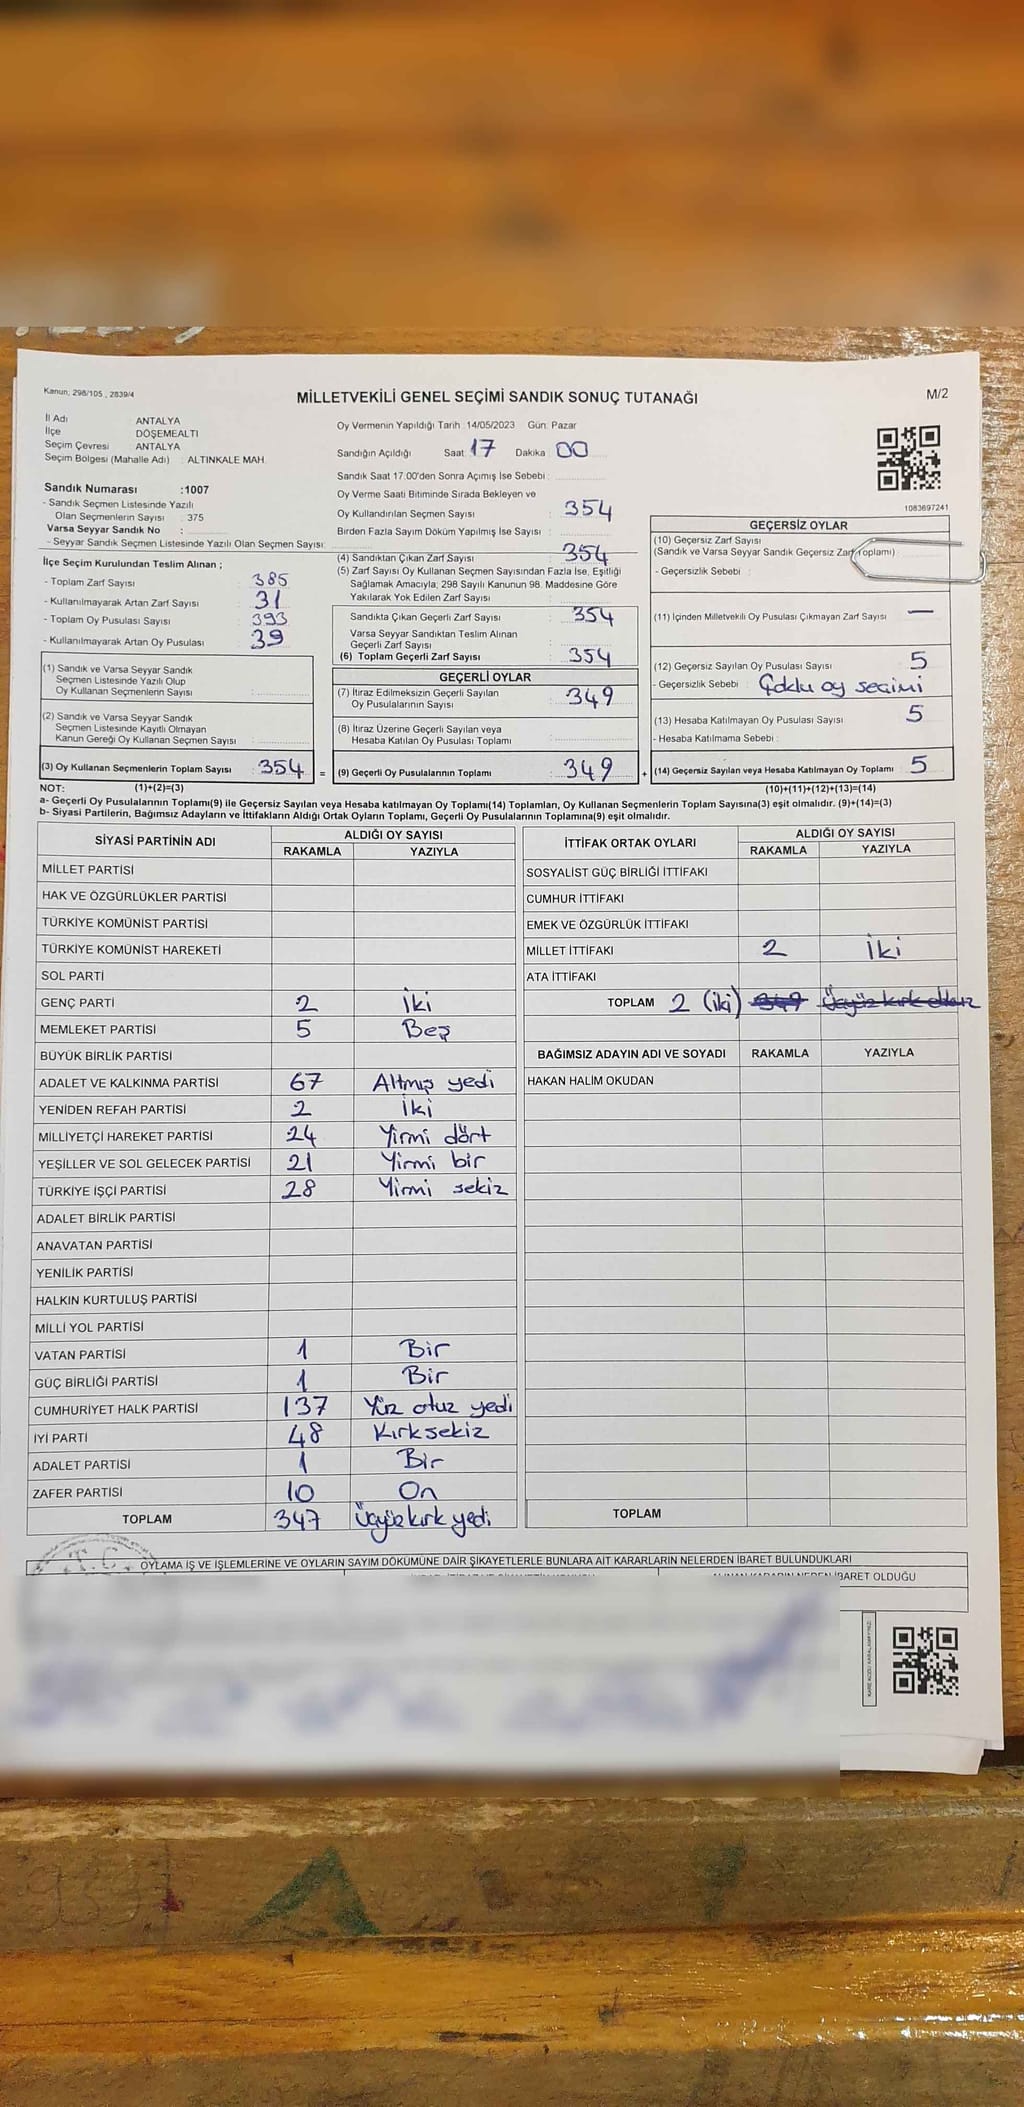 Kanun; 298/105 , 2839/4
MİLLETVEKİLİ GENEL SEÇİMİ SANDIK SONUÇ TUTANAĞI
M/2
İl Adı ANTALYA
İlçe DÖŞEMEALTI
Seçim Çevresi ANTALYA
Seçim Bölgesi (Mahalle Adı) : ALTINKALE MAH.
Sandık Numarası :1007
- Sandık Seçmen Listesinde Yazılı
Olan Seçmenlerin Sayısı : 375
Varsa Seyyar Sandık No :
- Seyyar Sandık Seçmen Listesinde Yazılı Olan Seçmen Sayısı:
İlçe Seçim Kurulundan Teslim Alınan ;
- Toplam Zarf Sayısı : 385
- Kullanılmayarak Artan Zarf Sayısı : 31
- Toplam Oy Pusulası Sayısı : 393
- Kullanılmayarak Artan Oy Pusulası : 39
(1) Sandık ve Varsa Seyyar Sandık
Seçmen Listesinde Yazılı Olup
Oy Kullanan Seçmenlerin Sayısı :
(2) Sandık ve Varsa Seyyar Sandık
Seçmen Listesinde Kayıtlı Olmayan
Kanun Gereği Oy Kullanan Seçmen Sayısı :
(3) Oy Kullanan Seçmenlerin Toplam Sayısı : 354 =
Oy Vermenin Yapıldığı Tarih :14/05/2023 Gün: Pazar
Sandığın Açıldığı Saat 17 Dakika 00
Sandık Saat 17.00'den Sonra Açılmış İse Sebebi :
Oy Verme Saati Bitiminde Sırada Bekleyen ve
Oy Kullandırılan Seçmen Sayısı : 354
Birden Fazla Sayım Döküm Yapılmış İse Sayısı :
(4) Sandıktan Çıkan Zarf Sayısı : 354
(5) Zarf Sayısı Oy Kullanan Seçmen Sayısından Fazla İse, Eşitliği
Sağlamak Amacıyla; 298 Sayılı Kanunun 98. Maddesine Göre
Yakılarak Yok Edilen Zarf Sayısı :
Sandıkta Çıkan Geçerli Zarf Sayısı : 354
Varsa Seyyar Sandıktan Teslim Alınan
Geçerli Zarf Sayısı :
(6) Toplam Geçerli Zarf Sayısı : 354
GEÇERLİ OYLAR
(7) İtiraz Edilmeksizin Geçerli Sayılan
Oy Pusulalarının Sayısı : 349
(8) İtiraz Üzerine Geçerli Sayılan veya
Hesaba Katılan Oy Pusulası Toplamı :
(9) Geçerli Oy Pusulalarının Toplamı : 349 +
1083697241
GEÇERSİZ OYLAR
(10) Geçersiz Zarf Sayısı
(Sandık ve Varsa Seyyar Sandık Geçersiz Zarf Toplamı)
- Geçersizlik Sebebi :
(11) İçinden Milletvekili Oy Pusulası Çıkmayan Zarf Sayısı : —
(12) Geçersiz Sayılan Oy Pusulası Sayısı : 5
- Geçersizlik Sebebi : Çoklu oy seçimi
(13) Hesaba Katılmayan Oy Pusulası Sayısı : 5
- Hesaba Katılmama Sebebi :
(14) Geçersiz Sayılan veya Hesaba Katılmayan Oy Toplamı : 5
NOT: (1)+(2)=(3) (10)+(11)+(12)+(13)=(14)
a- Geçerli Oy Pusulalarının Toplamı(9) ile Geçersiz Sayılan veya Hesaba katılmayan Oy Toplamı(14) Toplamları, Oy Kullanan Seçmenlerin Toplam Sayısına(3) eşit olmalıdır. (9)+(14)=(3)
b- Siyasi Partilerin, Bağımsız Adayların ve İttifakların Aldığı Ortak Oyların Toplamı, Geçerli Oy Pusulalarının Toplamına(9) eşit olmalıdır.
SİYASİ PARTİNİN ADI ALDIĞI OY SAYISI
RAKAMLA YAZIYLA
MİLLET PARTİSİ
HAK VE ÖZGÜRLÜKLER PARTİSİ
TÜRKİYE KOMÜNİST PARTİSİ
TÜRKİYE KOMÜNİST HAREKETİ
SOL PARTİ
GENÇ PARTİ 2 İki
MEMLEKET PARTİSİ 5 Beş
BÜYÜK BİRLİK PARTİSİ
ADALET VE KALKINMA PARTİSİ 67 Altmış yedi
YENİDEN REFAH PARTİSİ 2 İki
MİLLİYETÇİ HAREKET PARTİSİ 24 Yirmi dört
YEŞİLLER VE SOL GELECEK PARTİSİ 21 Yirmi bir
TÜRKİYE İŞÇİ PARTİSİ 28 Yirmi sekiz
ADALET BİRLİK PARTİSİ
ANAVATAN PARTİSİ
YENİLİK PARTİSİ
HALKIN KURTULUŞ PARTİSİ
MİLLİ YOL PARTİSİ
VATAN PARTİSİ 1 Bir
GÜÇ BİRLİĞİ PARTİSİ 1 Bir
CUMHURİYET HALK PARTİSİ 137 Yüz otuz yedi
İYİ PARTİ 48 Kırksekiz
ADALET PARTİSİ 1 Bir
ZAFER PARTİSİ 10 On
TOPLAM 347 Üçyüz kırk yedi
İTTİFAK ORTAK OYLARI ALDIĞI OY SAYISI
RAKAMLA YAZIYLA
SOSYALİST GÜÇ BİRLİĞİ İTTİFAKI
CUMHUR İTTİFAKI
EMEK VE ÖZGÜRLÜK İTTİFAKI
MİLLET İTTİFAKI 2 İki
ATA İTTİFAKI
TOPLAM 2 (iki)
BAĞIMSIZ ADAYIN ADI VE SOYADI RAKAMLA YAZIYLA
HAKAN HALİM OKUDAN
TOPLAM
T.C.
OYLAMA İŞ VE İŞLEMLERİNE VE OYLARIN SAYIM DÖKÜMÜNE DAİR ŞİKAYETLERLE BUNLARA AİT KARARLARIN NELERDEN İBARET BULUNDUKLARI
İBARET OLDUĞU